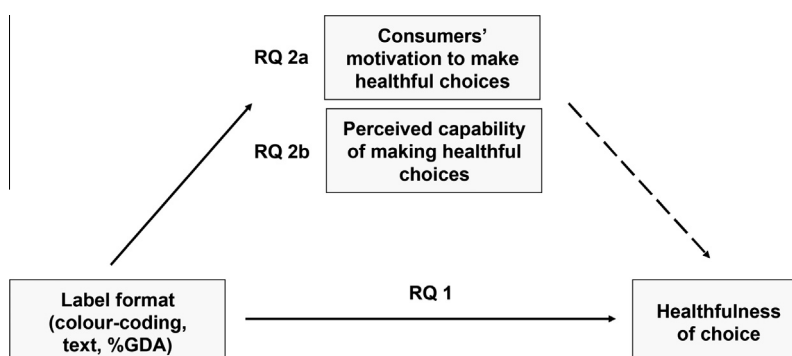 RQ 2a
Consumers’
motivation to make
healthful choices
RQ 2b
Perceived capability
of making healthful
choices
Label format
(colour-coding,
text, %GDA)
RQ 1
Healthfulness
of choice